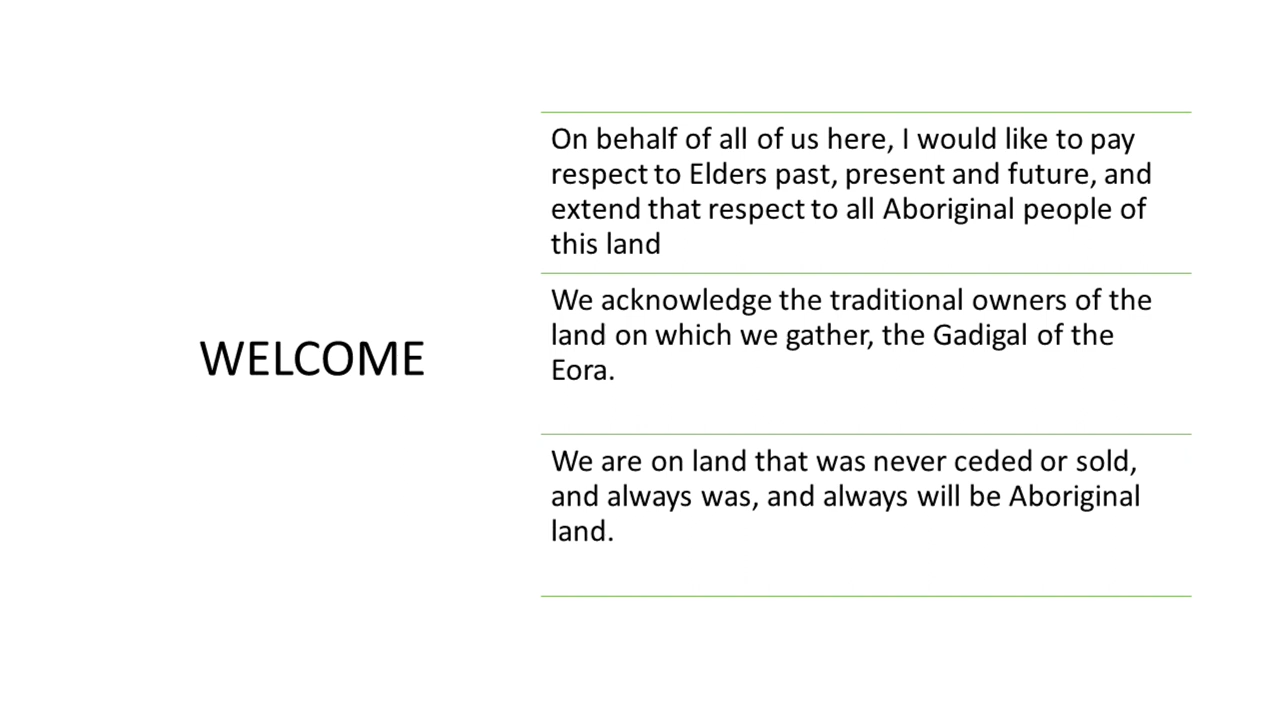 WELCOME
On behalf of all of us here, I would like to pay
respect to Elders past, present and future, and
extend that respect to all Aboriginal people of
this land
We acknowledge the traditional owners of the
land on which we gather, the Gadigal of the
Eora.
We are on land that was never ceded or sold,
and always was, and always will be Aboriginal
land.